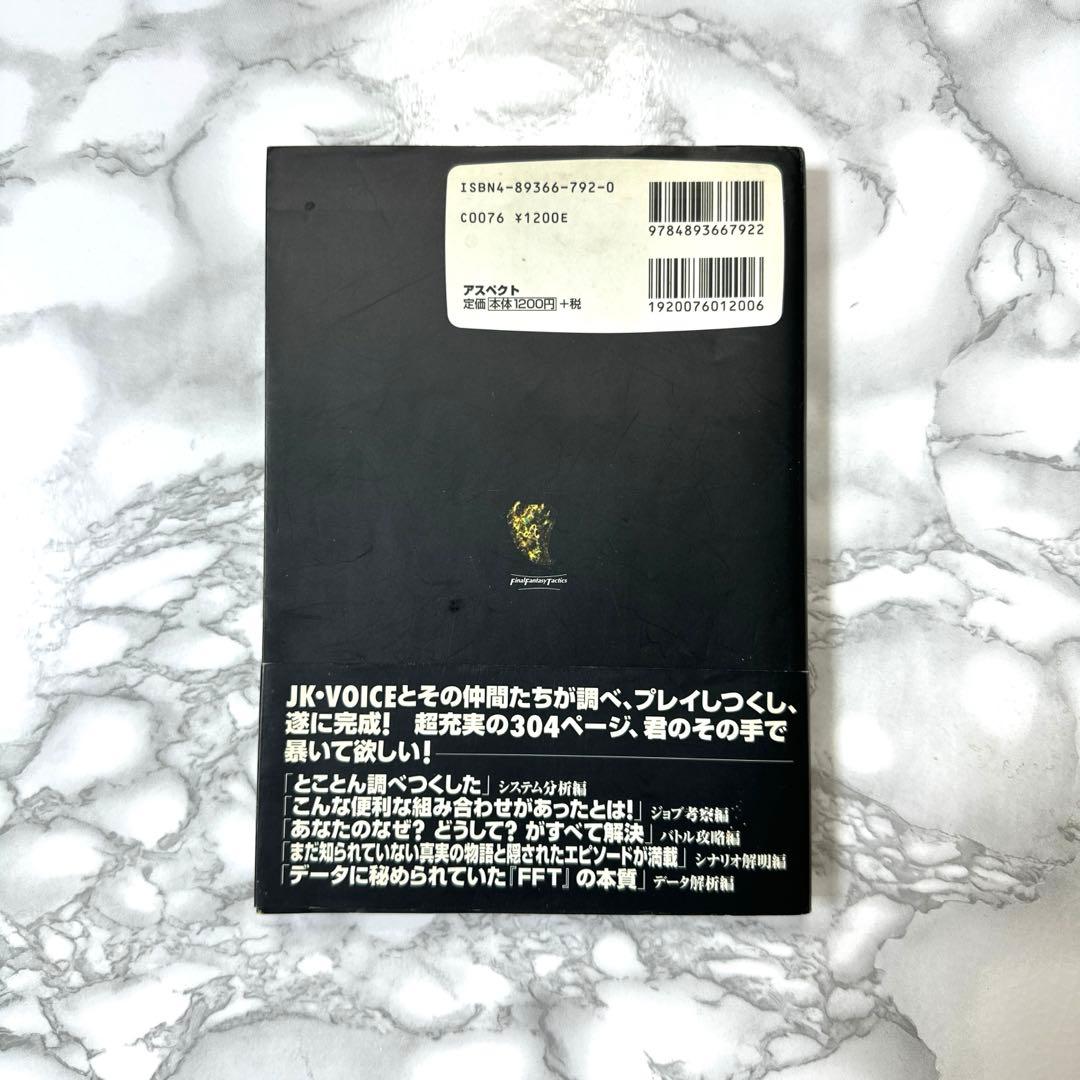 ISBN4-89366-792-0
C0076 ¥1200E
9784893667922
アスペクト
定価 本体1200円 +税
1920076012006
FinalFantasyTactics
JK・VOICEとその仲間たちが調べ、プレイしつくし、
遂に完成! 超充実の304ページ、君のその手で
暴いて欲しい!
「とことん調べつくした」システム分析編
「こんな便利な組み合わせがあったとは!」ジョブ考察編
「あなたのなぜ? どうして? がすべて解決」バトル攻略編
「まだ知られていない真実の物語と隠されたエピソードが満載」シナリオ解明編
「データに秘められていた『FFT』の本質」データ解析編